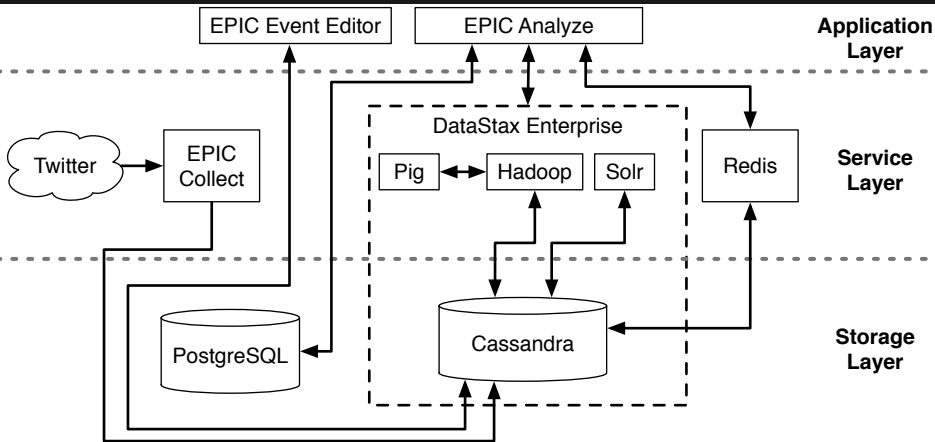 EPIC Event Editor
EPIC Analyze
Application
Layer
DataStax Enterprise
Twitter
EPIC
Collect
Pig
Hadoop
Solr
Redis
Service
Layer
PostgreSQL
Cassandra
Storage
Layer